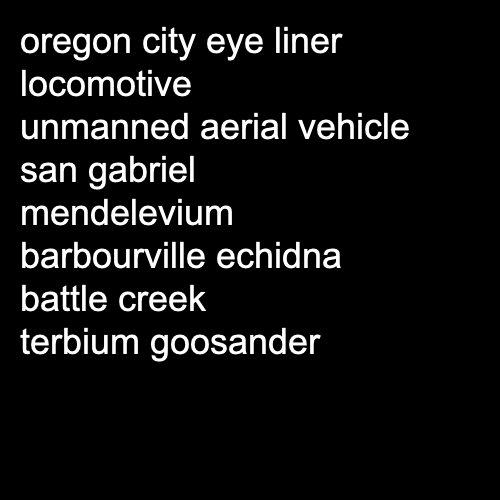 oregon city eye liner
locomotive
unmanned aerial vehicle
san gabriel
mendelevium
barbourville echidna
battle creek
terbium goosander